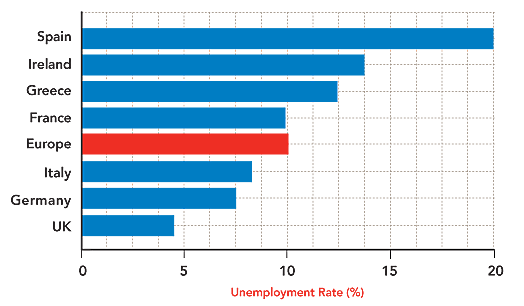 Spain
Ireland
Greece
France
Europe
Italy
Germany
UK
0 5 10 15 20
Unemployment Rate (%)